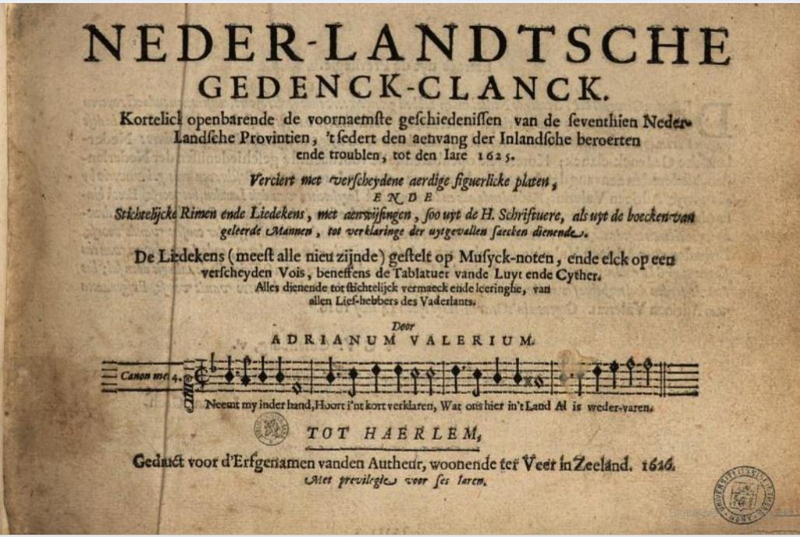 NEDER-LANDTSCHE
GEDENCK-CLANCK.
Kortelick openbarende de voornaemste geschiedenissen van de seventhien Neder-
Landsche Provintien, 'tsedert den aenvang der Inlandsche beroerten
ende troublen, tot den Iare 1625.
Verciert met verscheydene aerdige figuerlicke platen,
ENDE
Stichtelijcke Rimen ende Liedekens, met aenwijsingen, soo uyt de H. Schriftuere, als uyt de boecken van
geleerde Mannen, tot verklaringe der uytgevallen saecken dienende.
De Liedekens (meest alle nieu zijnde) gestelt op Musyck-noten, ende elck op een
verscheyden Vois, beneffens de Tablatuer vande Luyt ende Cyther.
Alles dienende tot stichtelijck vermaeck ende leeringhe, van
allen Lief-hebbers des Vaderlants.
Door
ADRIANUM VALERIUM.
Canon met 4.
Neemt my inder hand, Hoort i'nt kort verklaren, Wat ons hier in't Land Al is weder-varen.
TOT HAERLEM,
Gedruct voor d'Erfgenamen vanden Autheur, woonende ter Veer in Zeeland. 1626.
Met previlegie voor ses Iaren.